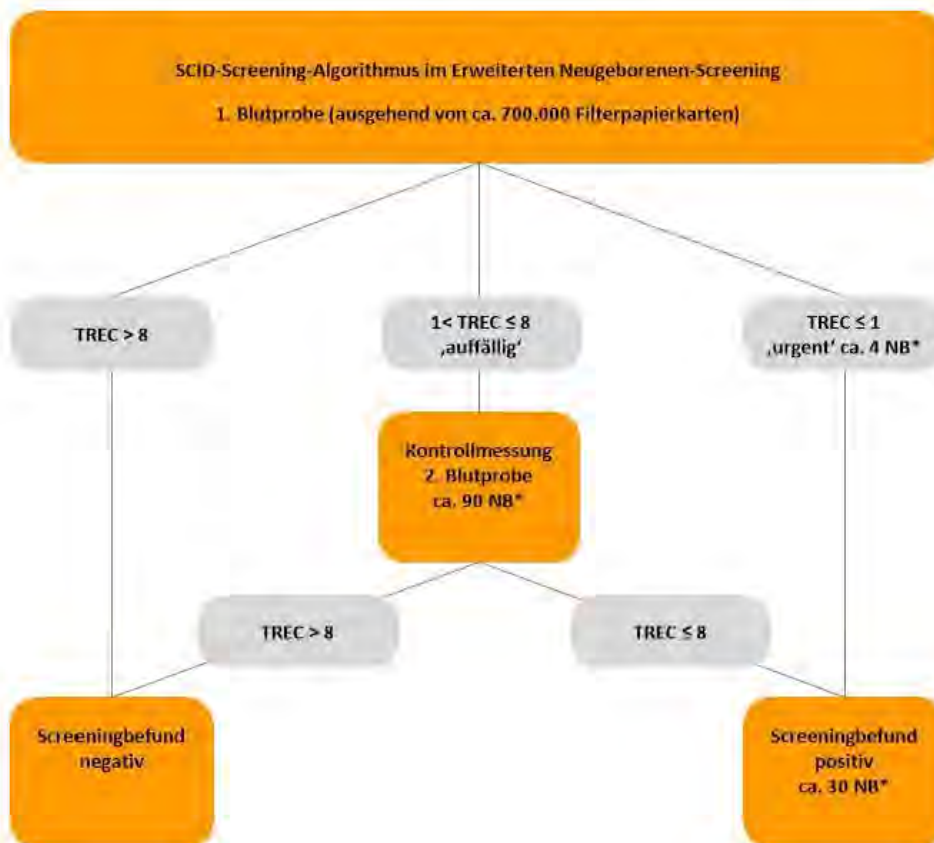 SCID-Screening-Algorithmus im Erweiterten Neugeborenen-Screening
1. Blutprobe (ausgehend von ca. 700.000 Filterpapierkarten)
TREC > 8
1< TREC ≤ 8
‚auffällig‘
TREC ≤ 1
‚urgent‘ ca. 4 NB*
Kontrollmessung
2. Blutprobe
ca. 90 NB*
TREC > 8
TREC ≤ 8
Screeningbefund
negativ
Screeningbefund
positiv
ca. 30 NB*